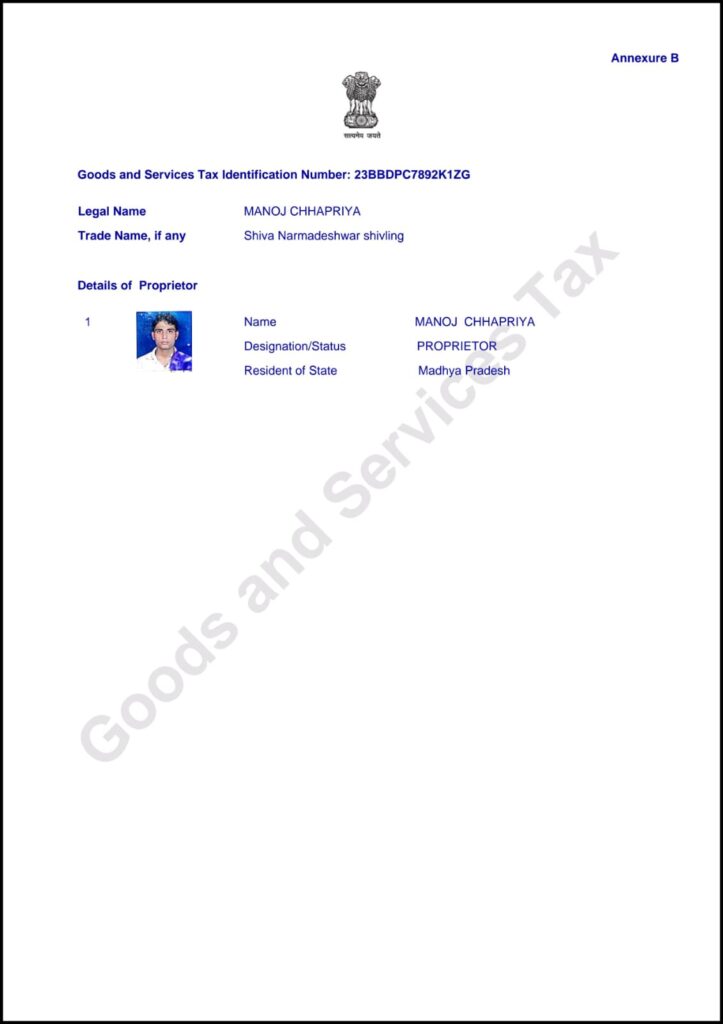 Annexure B
सत्यमेव जयते
Goods and Services Tax Identification Number: 23BBDPC7892K1ZG
Legal Name MANOJ CHHAPRIYA
Trade Name, if any Shiva Narmadeshwar shivling
Details of Proprietor
1 Name MANOJ CHHAPRIYA
Designation/Status PROPRIETOR
Resident of State Madhya Pradesh
Goods and Services Tax